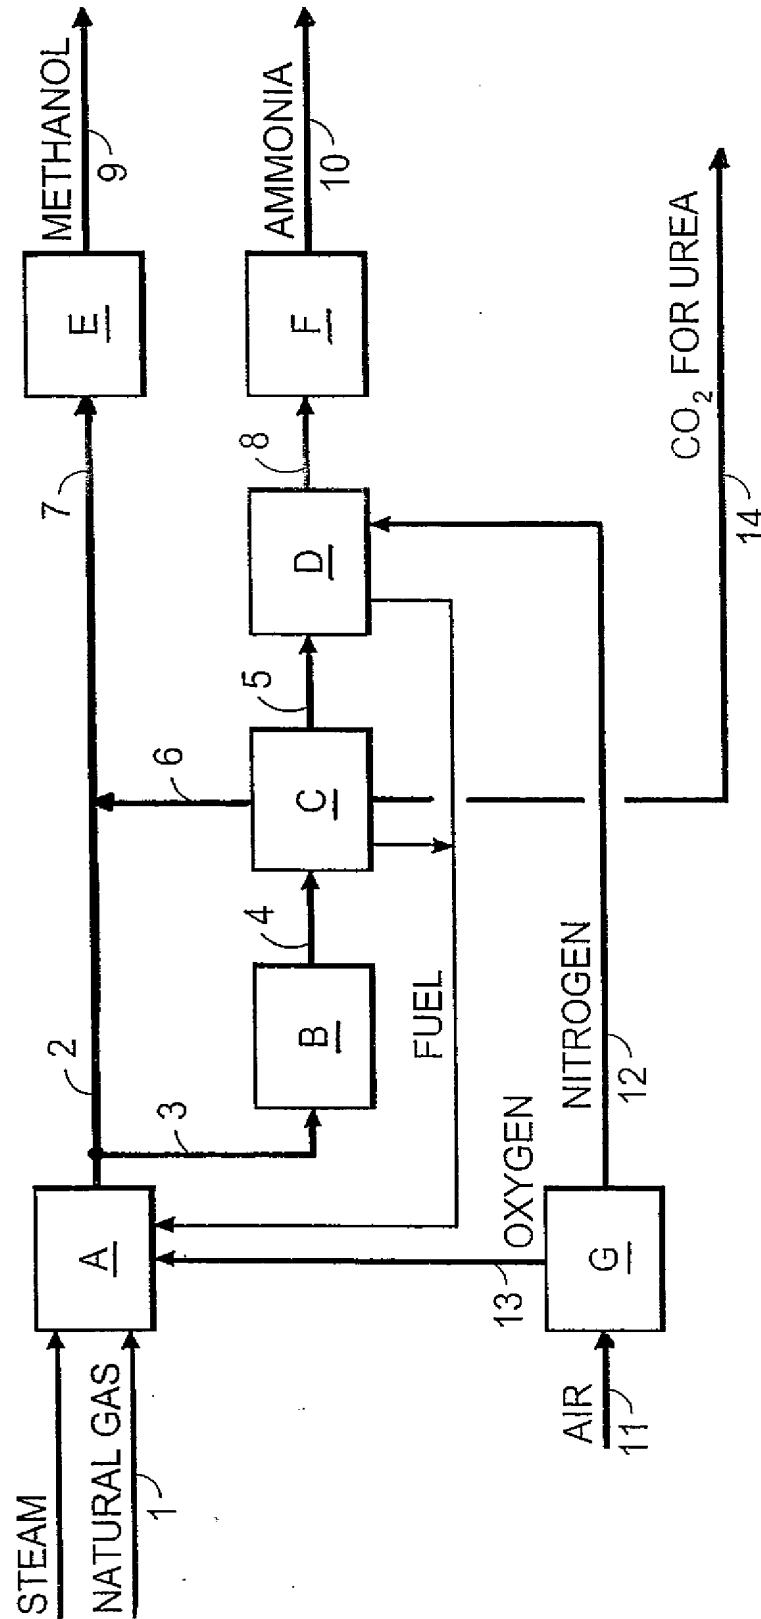 STEAM
NATURAL GAS
1
A
2
3
7
E
METHANOL
9
B
4
C
6
5
D
8
F
AMMONIA
10
FUEL
AIR
11
G
OXYGEN
13
NITROGEN
12
CO₂ FOR UREA
14